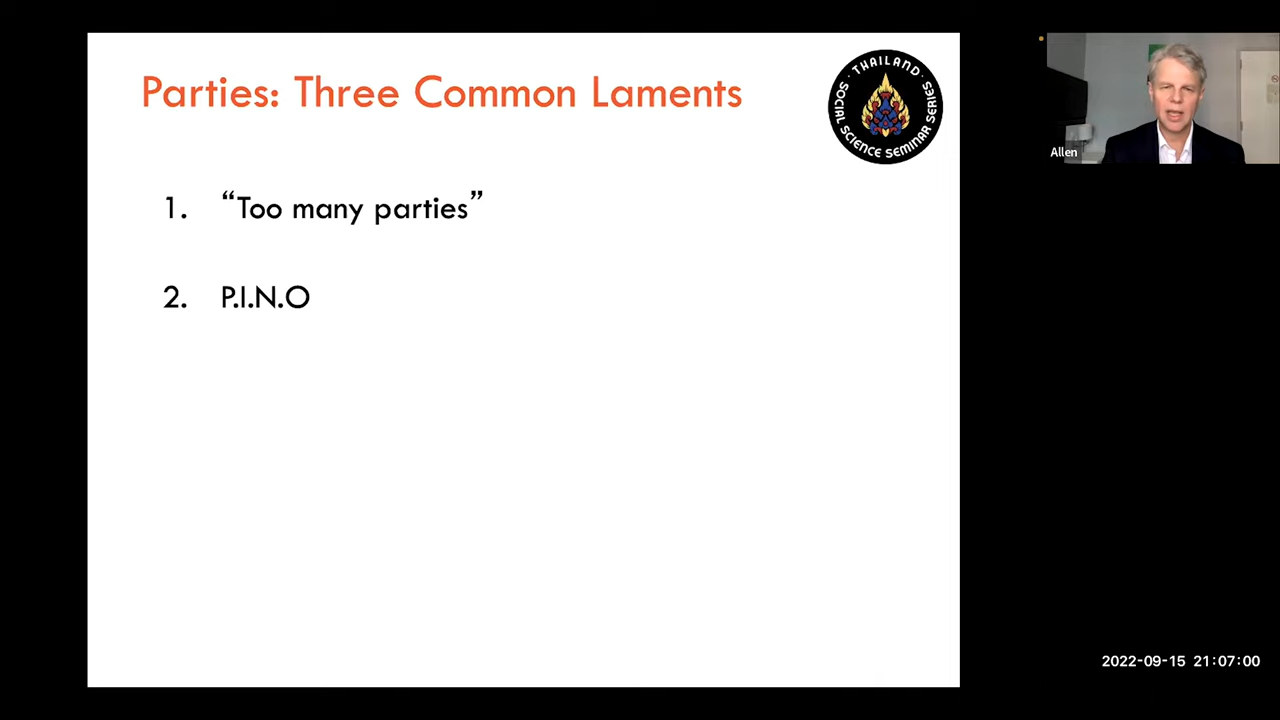 Parties: Three Common Laments
THAILAND
SOCIAL SCIENCE SEMINAR SERIES
1. “Too many parties”
2. P.I.N.O
Allen
2022-09-15 21:07:00